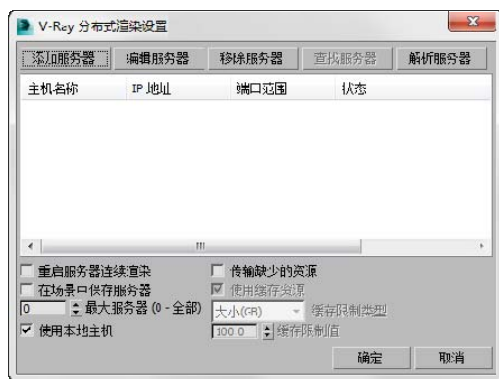 V-Ray 分布式渲染设置
添加服务器 编辑服务器 移除服务器 查找服务器 解析服务器
主机名称 IP 地址 端口范围 状态
重启服务器连续渲染 传输缺少的资源
在场景中保存服务器 使用缓存资源
0 最大服务器 (0 - 全部) 大小(GB) 缓存限制类型
使用本地主机 100.0 缓存限制值
确定 取消